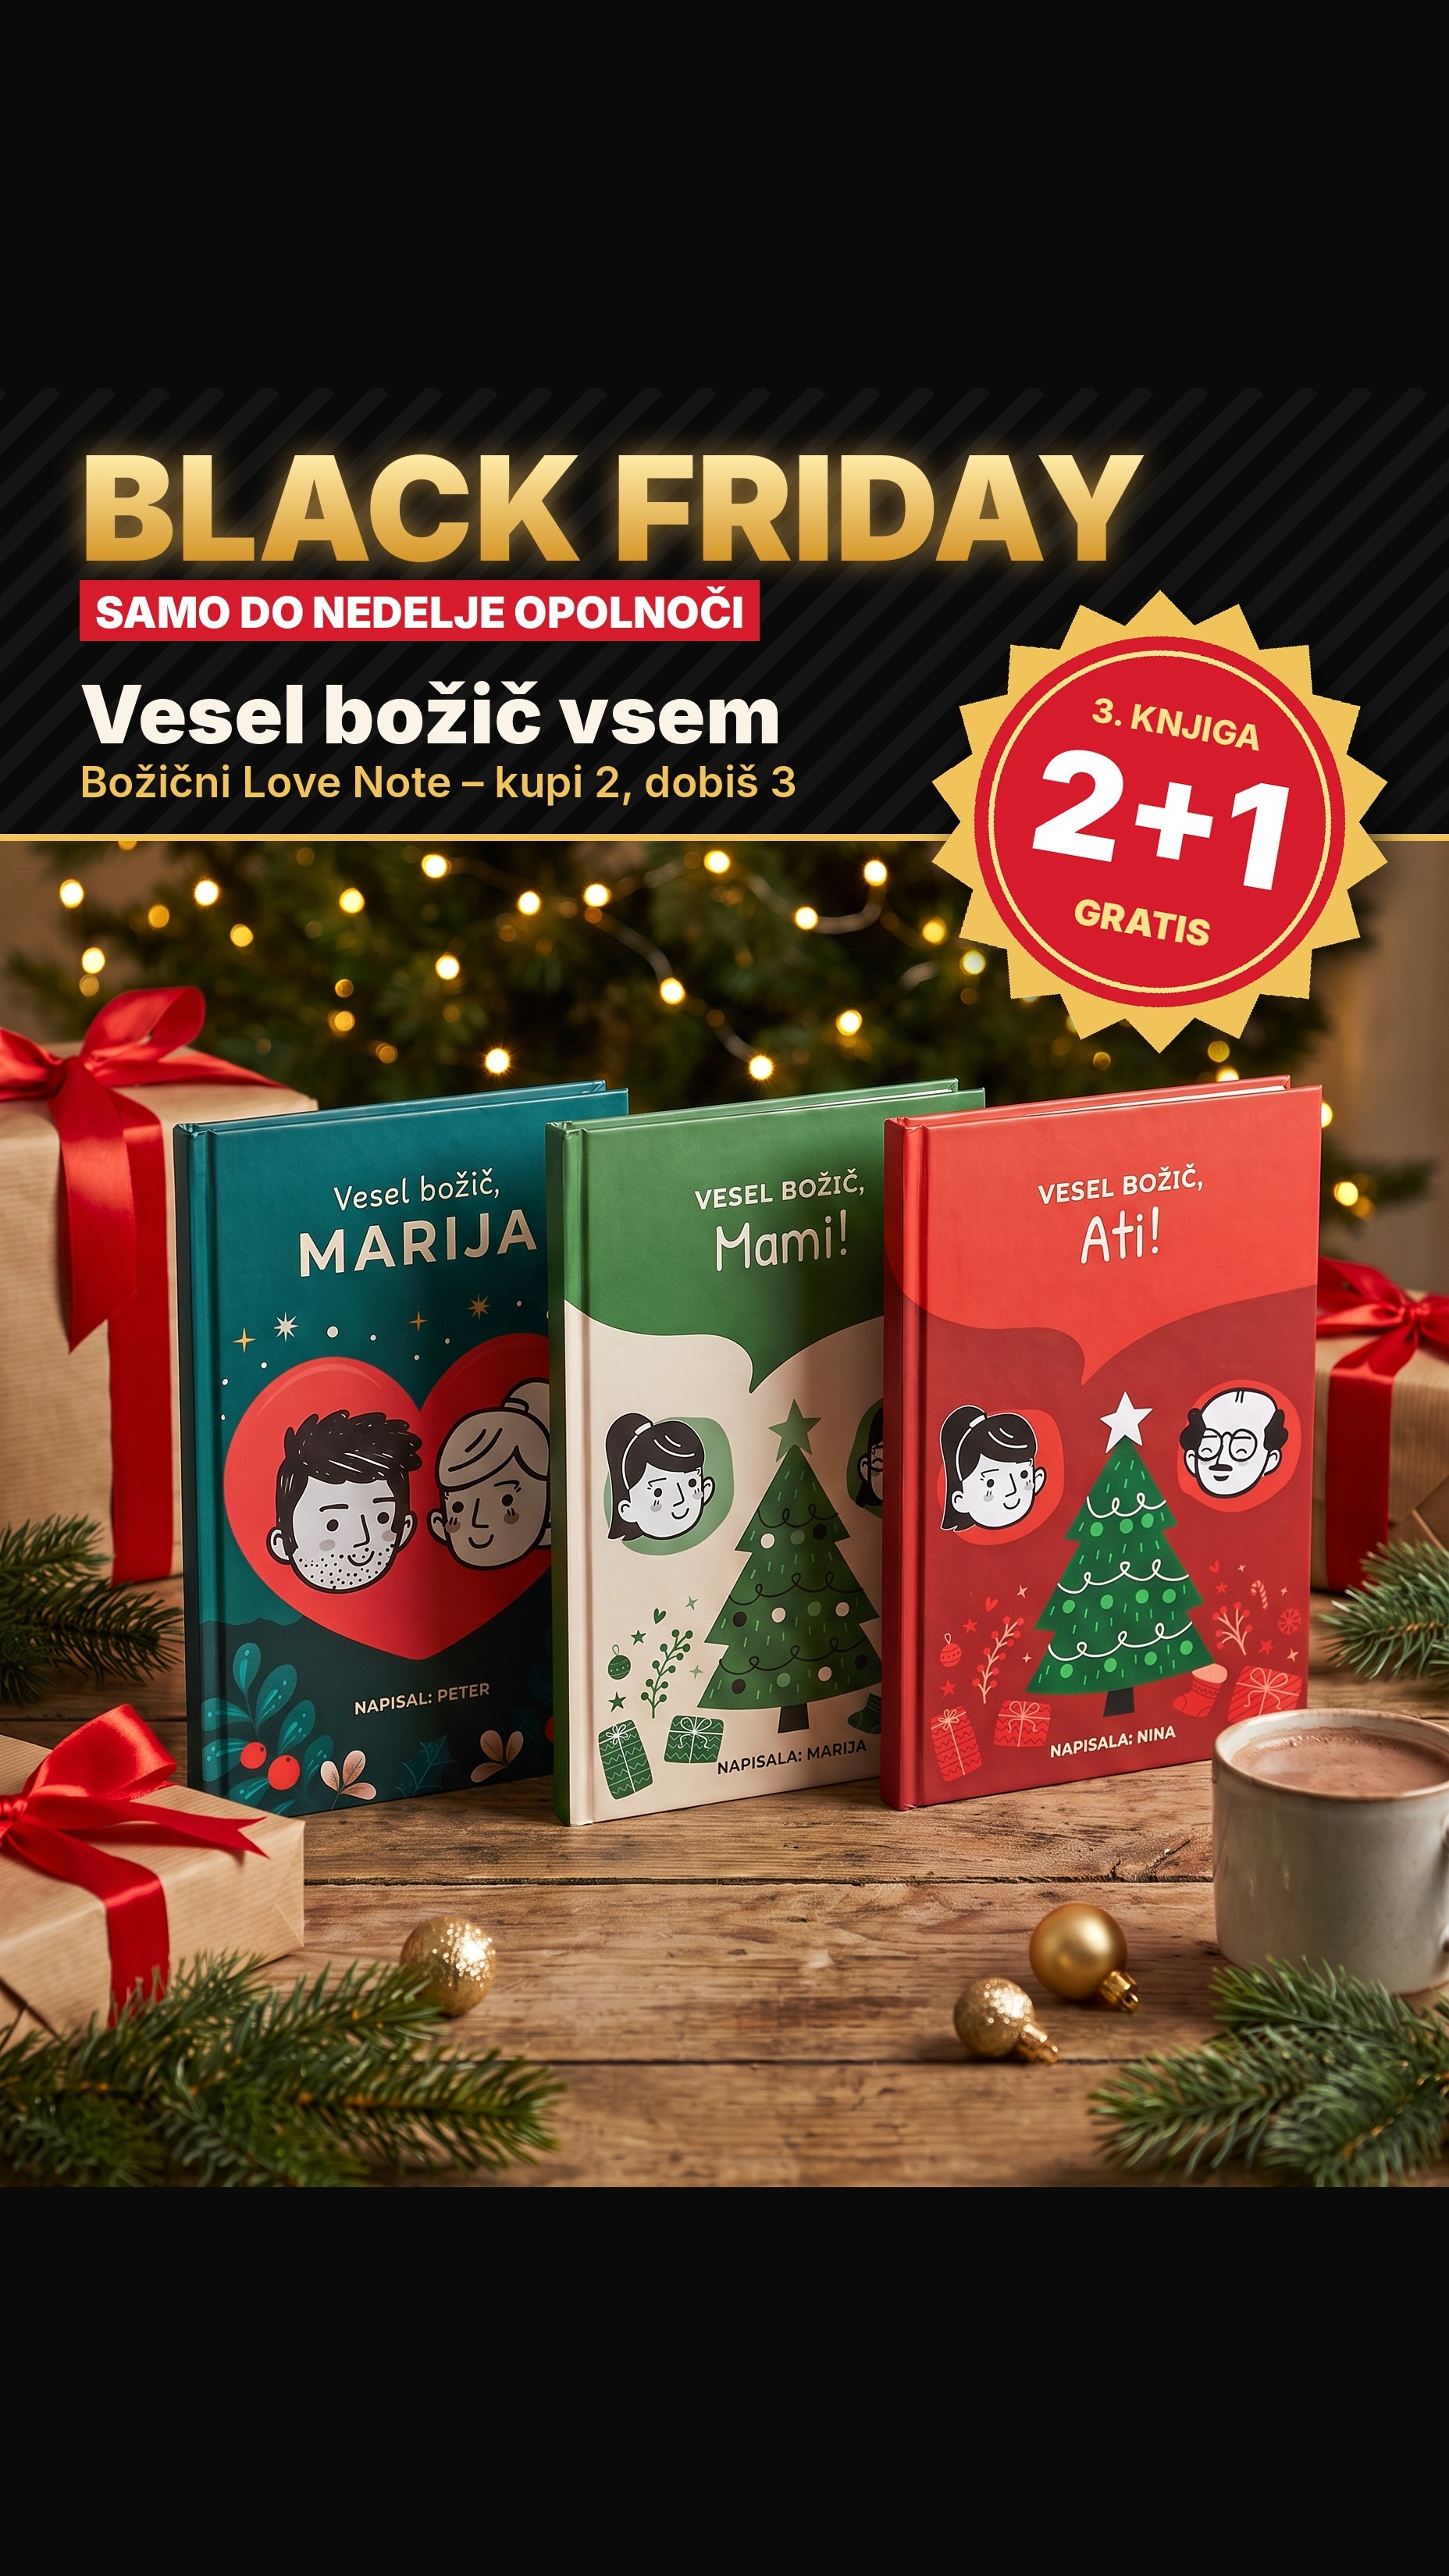 BLACK FRIDAY
SAMO DO NEDELJE OPOLNOČI
Vesel božič vsem
Božični Love Note – kupi 2, dobiš 3
3. KNJIGA
2+1
GRATIS
Vesel božič,
MARIJA
NAPISAL: PETER
VESEL BOŽIČ,
Mami!
NAPISALA: MARIJA
VESEL BOŽIČ,
Ati!
NAPISALA: NINA